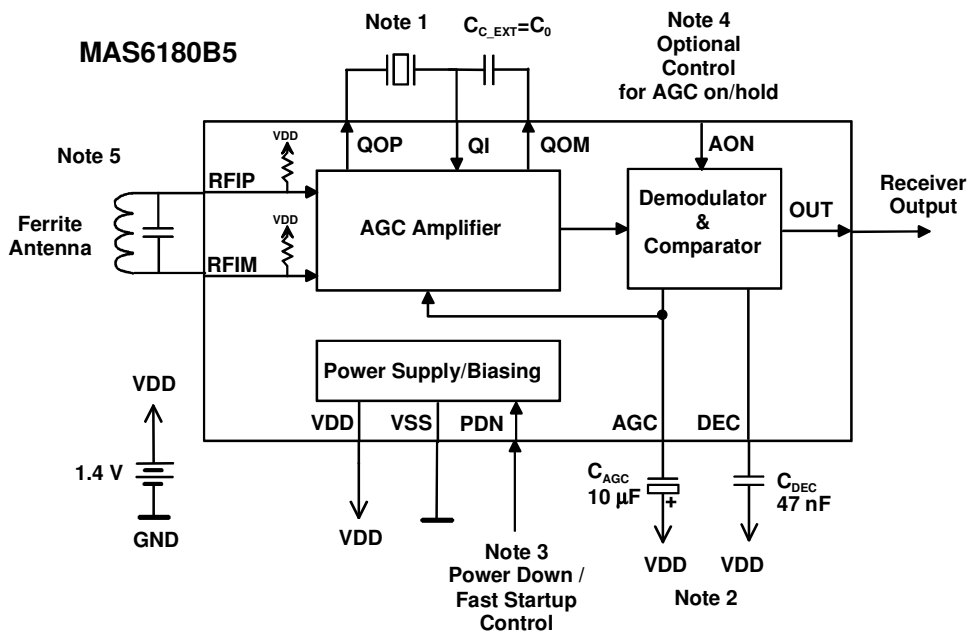 MAS6180B5
Note 1
C_C_EXT=C_0
Note 4
Optional
Control
for AGC on/hold
VDD
QOP
QI
QOM
AON
Note 5
RFIP
Ferrite
Antenna
VDD
RFIM
AGC Amplifier
Demodulator
&
Comparator
OUT
Receiver
Output
Power Supply/Biasing
VDD
VSS
PDN
AGC
DEC
VDD
1.4 V
GND
VDD
Note 3
Power Down /
Fast Startup
Control
C_AGC
10 µF
+
VDD
C_DEC
47 nF
VDD
Note 2